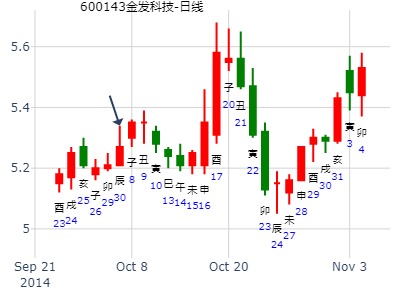 600143金发科技-日线
5.6
5.4
5.2
5
酉
23
戌
24
亥
25
子
26
卯
29
辰
30
子
8
丑
9
寅
10
巳
13
午
14
未
15
申
16
酉
17
子
20
丑
21
寅
22
卯
23
辰
24
未
27
申
28
酉
29
戌
30
亥
31
寅
3
卯
4
Sep 21
2014
Oct 8
Oct 20
Nov 3